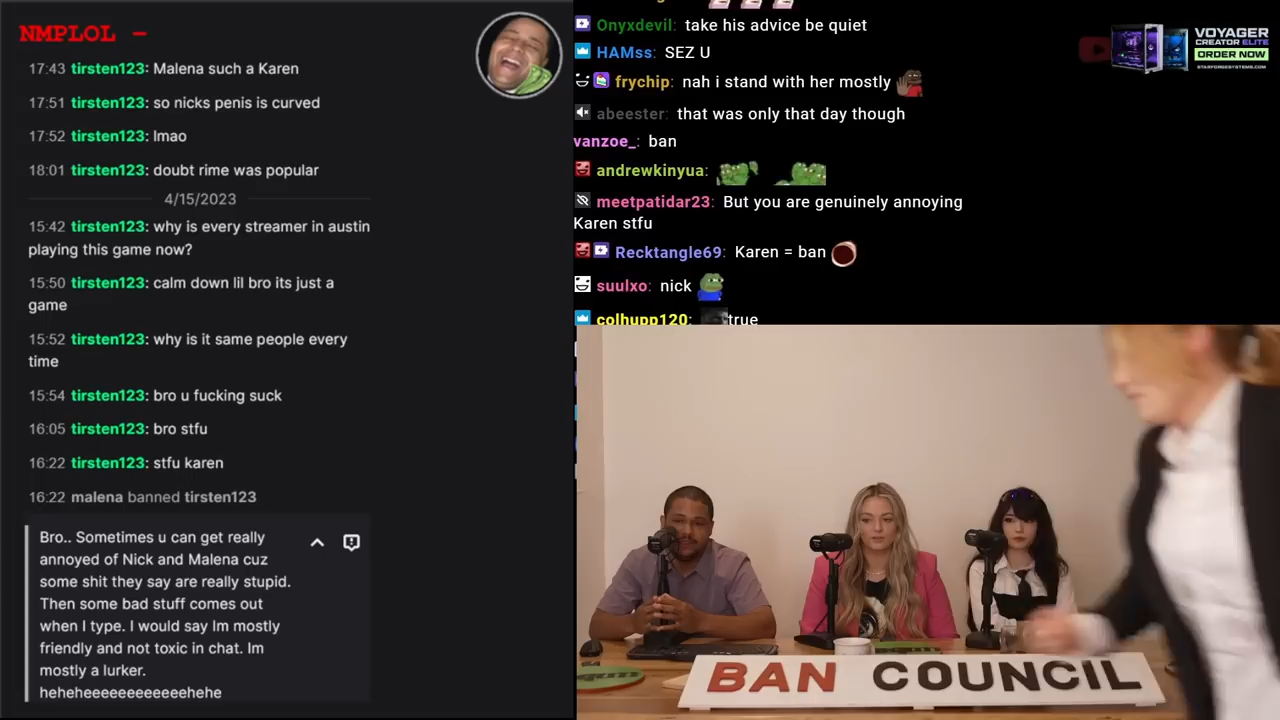 NMPLOL -
17:43 tirsten123: Malena such a Karen
17:51 tirsten123: so nicks penis is curved
17:52 tirsten123: lmao
18:01 tirsten123: doubt rime was popular
4/15/2023
15:42 tirsten123: why is every streamer in austin
playing this game now?
15:50 tirsten123: calm down lil bro its just a
game
15:52 tirsten123: why is it same people every
time
15:54 tirsten123: bro u fucking suck
16:05 tirsten123: bro stfu
16:22 tirsten123: stfu karen
16:22 malena banned tirsten123
Bro.. Sometimes u can get really
annoyed of Nick and Malena cuz
some shit they say are really stupid.
Then some bad stuff comes out
when I type. I would say Im mostly
friendly and not toxic in chat. Im
mostly a lurker.
heheheeeeeeeeeeeehehe
Onyxdevil: take his advice be quiet
HAMss: SEZ U
frychip: nah i stand with her mostly
abeester: that was only that day though
vanzoe_: ban
andrewkinyua:
meetpatidar23: But you are genuinely annoying
Karen stfu
Recktangle69: Karen = ban
suulxo: nick
colhupp120: true
VOYAGER
CREATOR ELITE
ORDER NOW
STARFORGESYSTEMS.COM
BAN COUNCIL